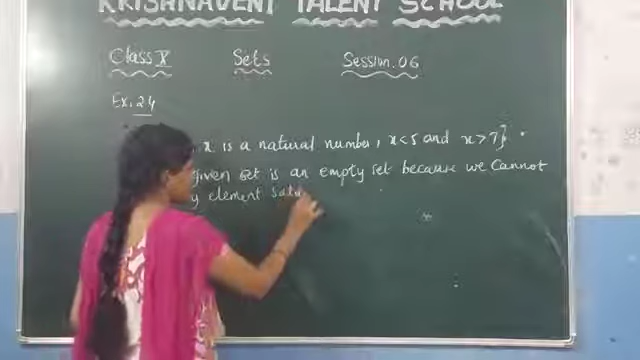 KRISHNAVENI TALENT SCHOOL
Class X Sets Session.06
Ex:2.4
x is a natural number, x<5 and x>7}.
given set is an empty set because we cannot
y element satis